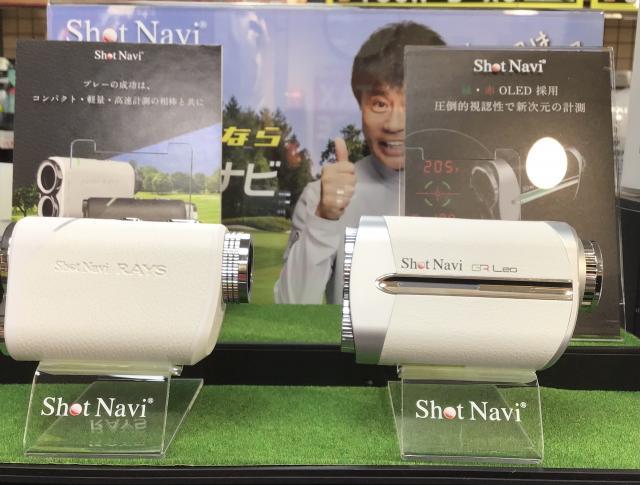 Shot Navi®
Shot Navi®
プレーの成功は、
コンパクト・軽量・高速計測の相棒と共に
なら
ナビ
Shot Navi®
緑・赤 OLED 採用
圧倒的視認性で新次元の計測
205
Shot Navi RAYS
Shot Navi GR Leo
Shot Navi®
RAYS
Shot Navi®